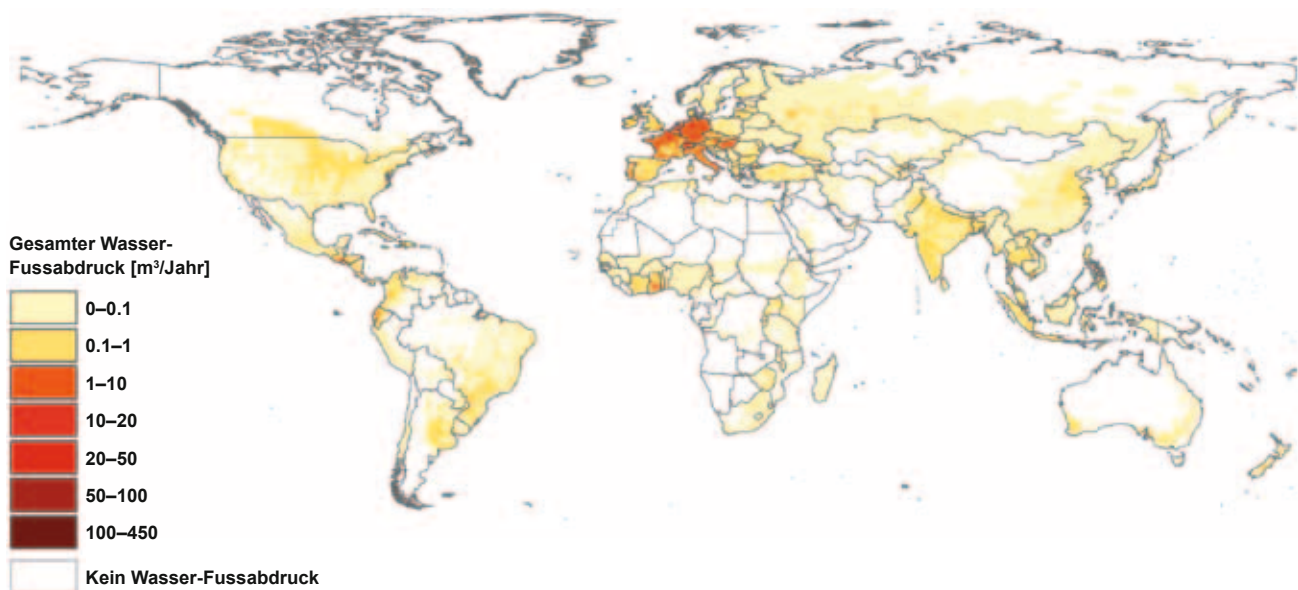 Gesamter Wasser-
Fussabdruck [m³/Jahr]
0–0.1
0.1–1
1–10
10–20
20–50
50–100
100–450
Kein Wasser-Fussabdruck